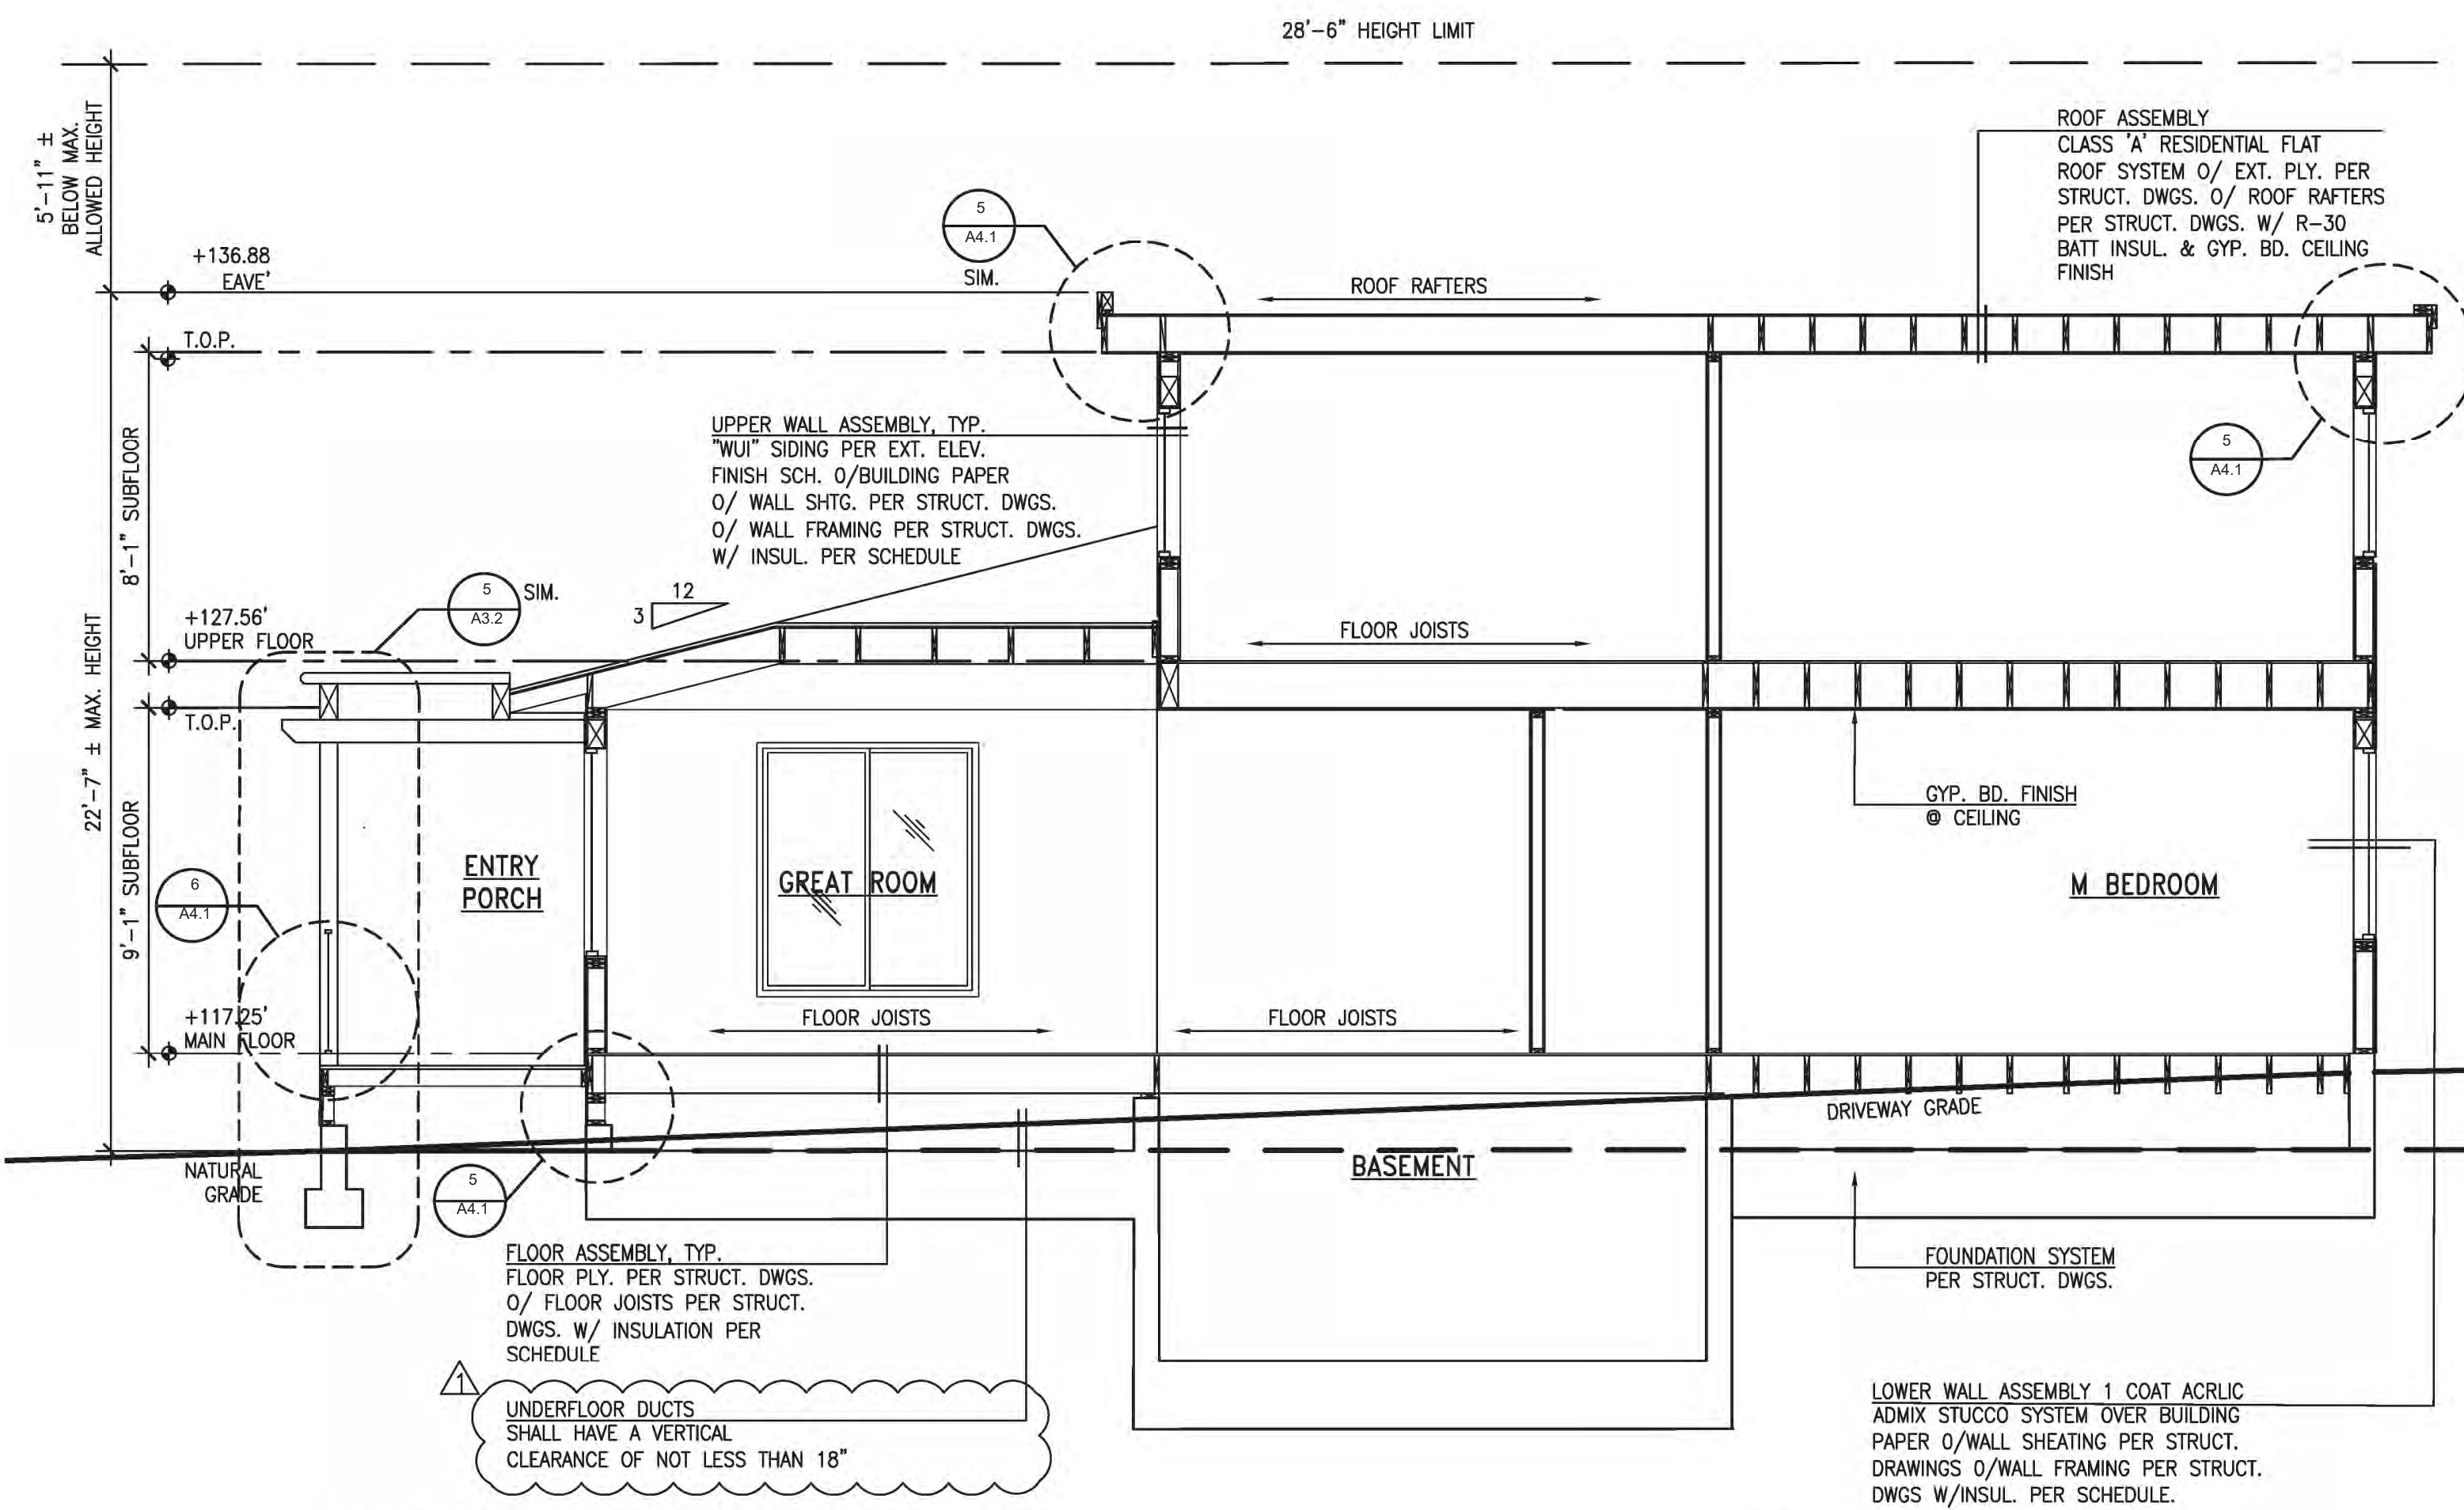 28'-6" HEIGHT LIMIT
5'-11" ±
BELOW MAX.
ALLOWED HEIGHT
ROOF ASSEMBLY
CLASS 'A' RESIDENTIAL FLAT
ROOF SYSTEM O/ EXT. PLY. PER
STRUCT. DWGS. O/ ROOF RAFTERS
PER STRUCT. DWGS. W/ R-30
BATT INSUL. & GYP. BD. CEILING
FINISH
5
A4.1
SIM.
+136.88
EAVE'
ROOF RAFTERS
T.O.P.
UPPER WALL ASSEMBLY, TYP.
"WUI" SIDING PER EXT. ELEV.
FINISH SCH. O/BUILDING PAPER
O/ WALL SHTG. PER STRUCT. DWGS.
O/ WALL FRAMING PER STRUCT. DWGS.
W/ INSUL. PER SCHEDULE
5
A4.1
8'-1" SUBFLOOR
12
3
5
A3.2
SIM.
+127.56'
UPPER FLOOR
FLOOR JOISTS
T.O.P.
22'-7" ± MAX. HEIGHT
9'-1" SUBFLOOR
GYP. BD. FINISH
@ CEILING
ENTRY
PORCH
GREAT ROOM
M BEDROOM
6
A4.1
+117.25'
MAIN FLOOR
FLOOR JOISTS
FLOOR JOISTS
DRIVEWAY GRADE
NATURAL
GRADE
BASEMENT
5
A4.1
FLOOR ASSEMBLY, TYP.
FLOOR PLY. PER STRUCT. DWGS.
O/ FLOOR JOISTS PER STRUCT.
DWGS. W/ INSULATION PER
SCHEDULE
FOUNDATION SYSTEM
PER STRUCT. DWGS.
1
UNDERFLOOR DUCTS
SHALL HAVE A VERTICAL
CLEARANCE OF NOT LESS THAN 18"
LOWER WALL ASSEMBLY 1 COAT ACRLIC
ADMIX STUCCO SYSTEM OVER BUILDING
PAPER O/WALL SHEATING PER STRUCT.
DRAWINGS O/WALL FRAMING PER STRUCT.
DWGS W/INSUL. PER SCHEDULE.